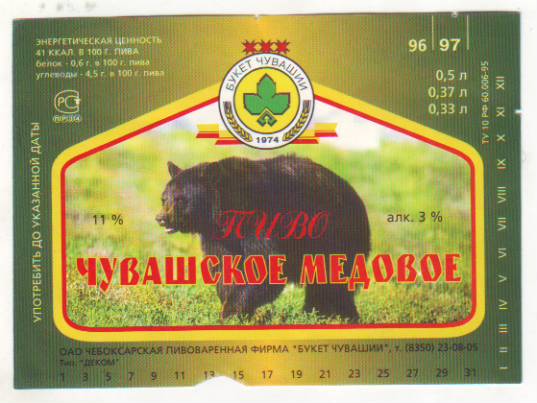 ЭНЕРГЕТИЧЕСКАЯ ЦЕННОСТЬ
41 ККАЛ. В 100 Г. ПИВА
белок - 0,6 г. в 100 г. пива
углеводы - 4,5 г. в 100 г. пива
96 97
0,5 л
0,37 л
0,33 л
ТУ 10 РФ 60.006-95
БУКЕТ ЧУВАШИИ
1974
УПОТРЕБИТЬ ДО УКАЗАННОЙ ДАТЫ
11 %
алк. 3 %
ПИВО
ЧУВАШСКОЕ МЕДОВОЕ
ОАО ЧЕБОКСАРСКАЯ ПИВОВАРЕННАЯ ФИРМА "БУКЕТ ЧУВАШИИ", т. (8350) 23-08-05
Тип. "ДЕКОМ"
1 3 5 7 9 11 13 15 17 19 21 23 25 27 29 31
I II III IV V VI VII VIII IX X XI XII